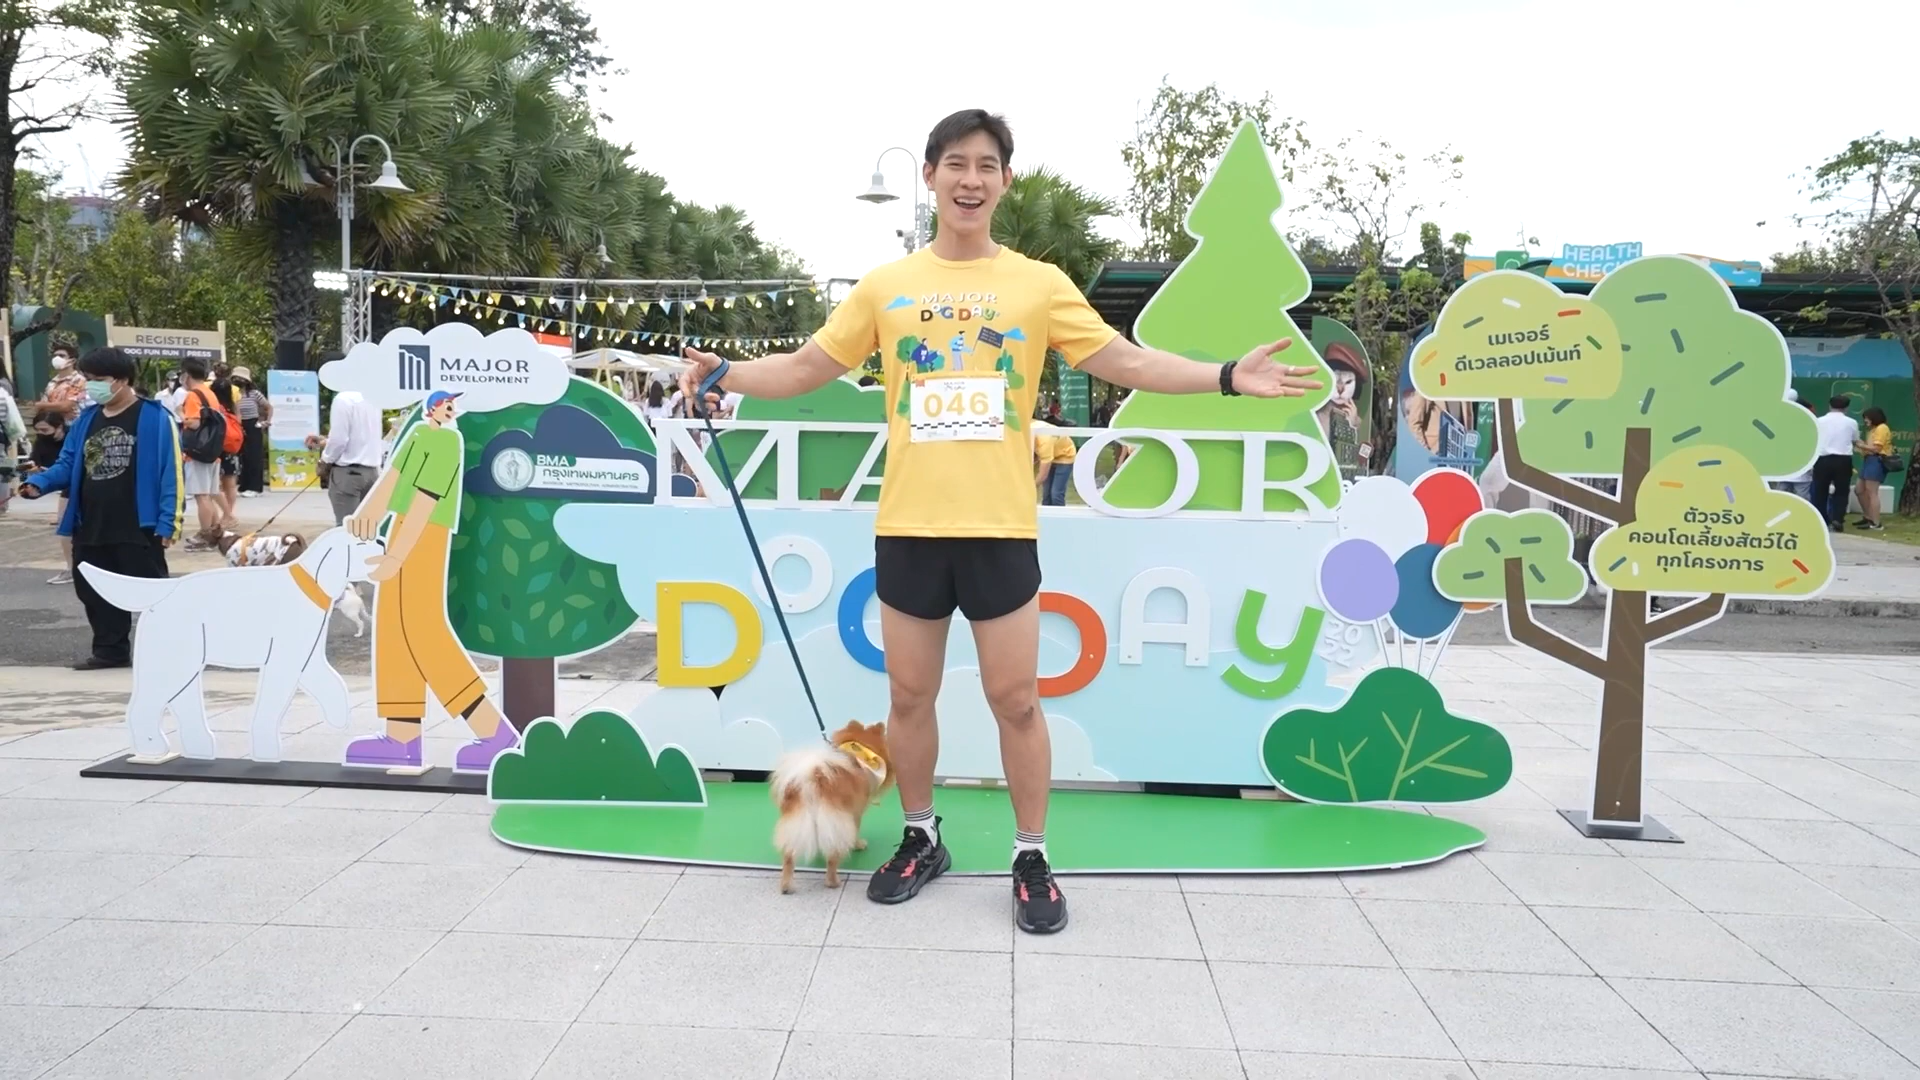 HEALTH
CHECK
REGISTER
DOG FUN RUN | PRESS
MAJOR
DEVELOPMENT
BMA
กรุงเทพมหานคร
BANGKOK METROPOLITAN ADMINISTRATION
MAJOR
DOG DAY
046
MAJOR
DOG DAY
2022
เมเจอร์
ดีเวลลอปเม้นท์
ตัวจริง
คอนโดเลี้ยงสัตว์ได้
ทุกโครงการ